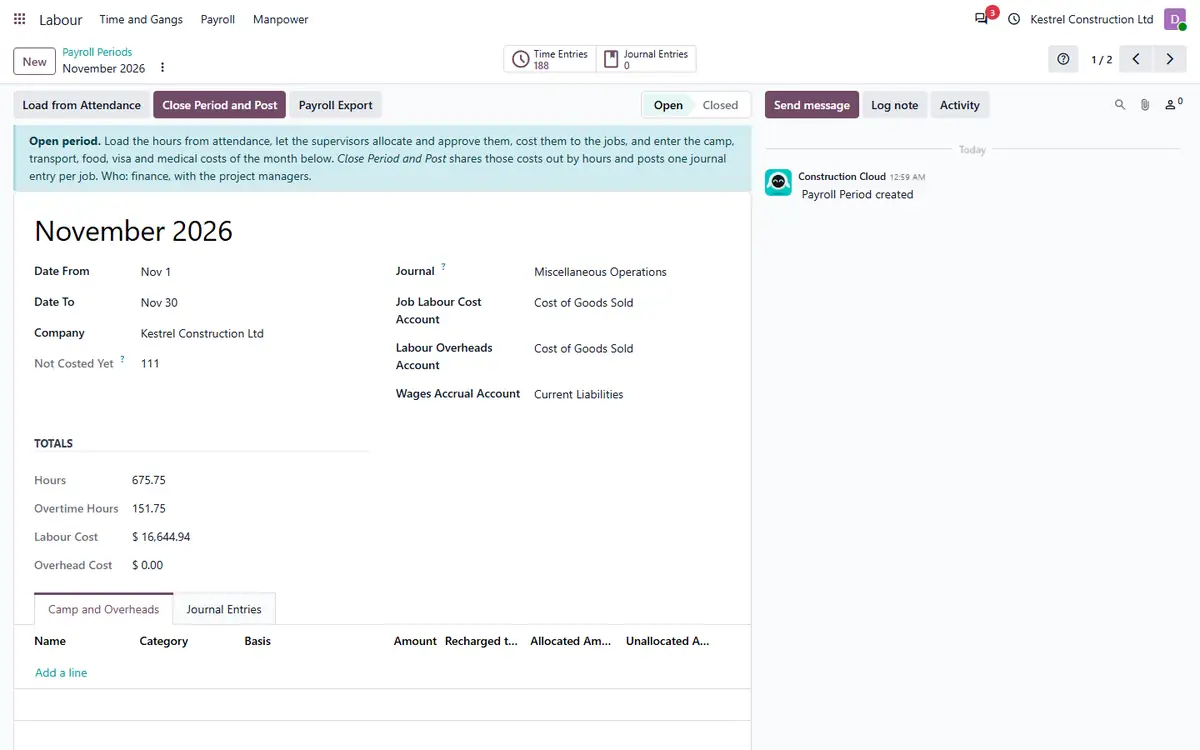 Labour Time and Gangs Payroll Manpower 3 Kestrel Construction Ltd D
New Payroll Periods
November 2026
Time Entries
188
Journal Entries
0
1 / 2
Load from Attendance Close Period and Post Payroll Export Open Closed
Send message Log note Activity 0
Open period. Load the hours from attendance, let the supervisors allocate and approve them, cost them to the jobs, and enter the camp,
transport, food, visa and medical costs of the month below. Close Period and Post shares those costs out by hours and posts one journal
entry per job. Who: finance, with the project managers.
Today
Construction Cloud 12:59 AM
Payroll Period created
November 2026
Date From Nov 1
Date To Nov 30
Company Kestrel Construction Ltd
Not Costed Yet ? 111
Journal ? Miscellaneous Operations
Job Labour Cost
Account
Cost of Goods Sold
Labour Overheads
Account
Cost of Goods Sold
Wages Accrual Account Current Liabilities
TOTALS
Hours 675.75
Overtime Hours 151.75
Labour Cost $ 16,644.94
Overhead Cost $ 0.00
Camp and Overheads Journal Entries
Name Category Basis Amount Recharged t... Allocated Am... Unallocated A...
Add a line